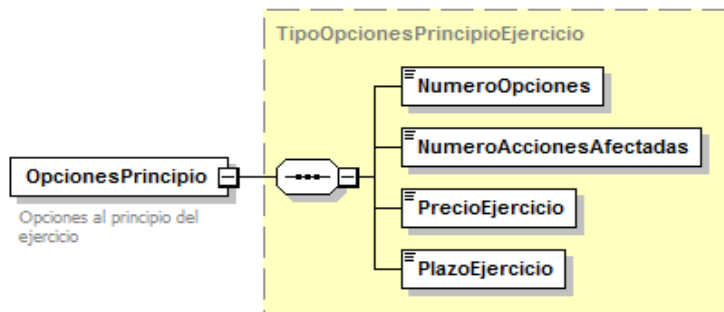 TipoOpcionesPrincipioEjercicio
NumeroOpciones
NumeroAccionesAfectadas
OpcionesPrincipio
Opciones al principio del
ejercicio
PrecioEjercicio
PlazoEjercicio